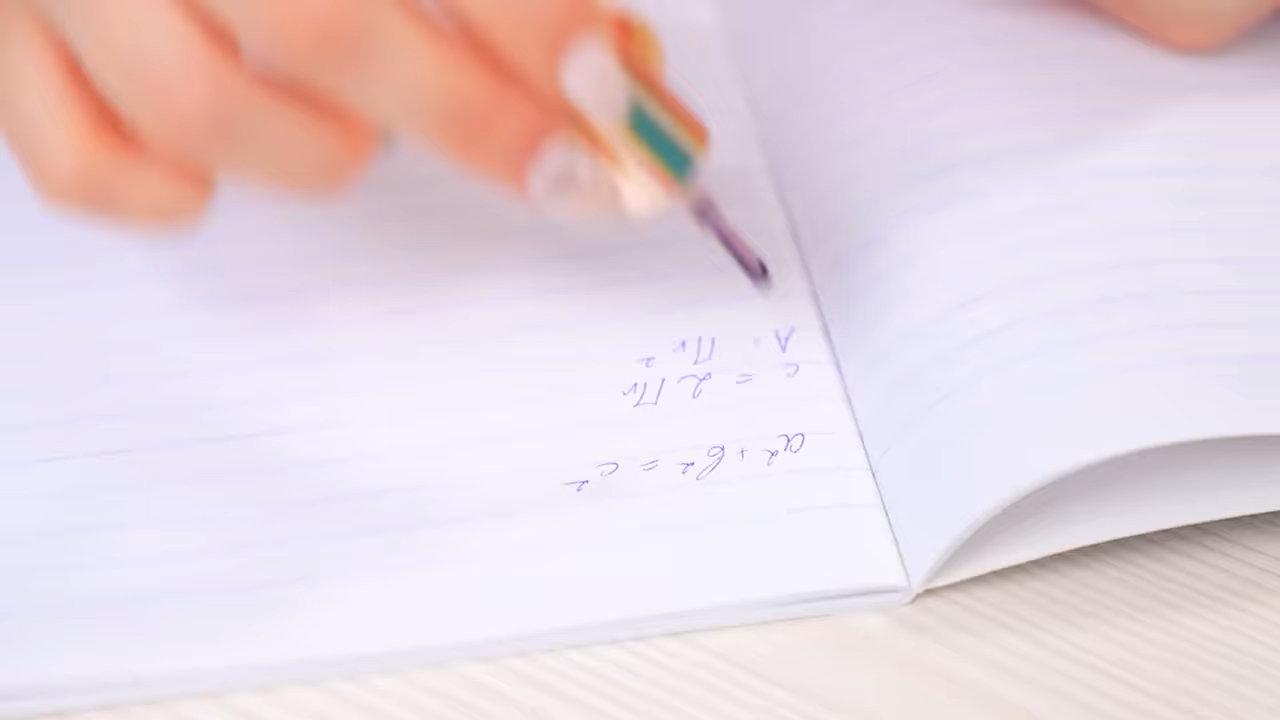 a² + b² = c²
c = 2πr
A = πr²